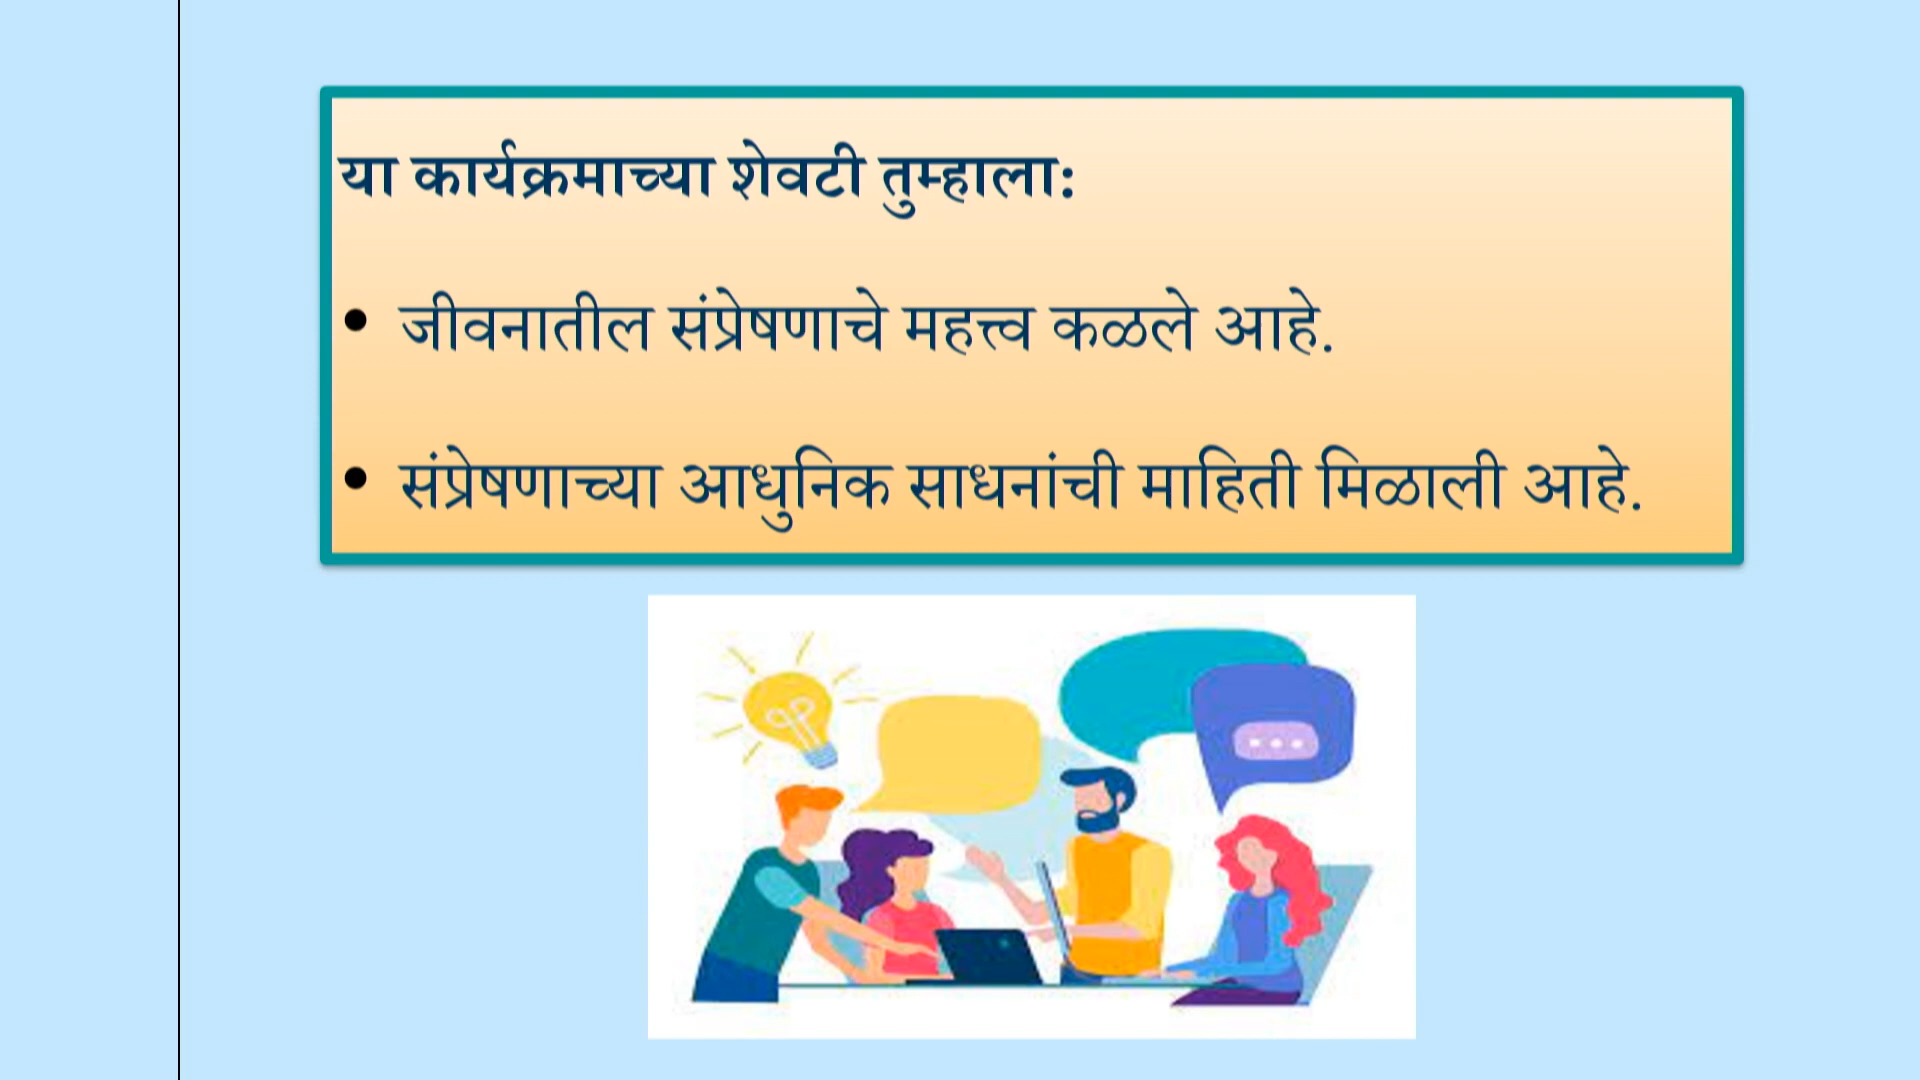 या कार्यक्रमाच्या शेवटी तुम्हाला:
• जीवनातील संप्रेषणाचे महत्त्व कळले आहे.
• संप्रेषणाच्या आधुनिक साधनांची माहिती मिळाली आहे.